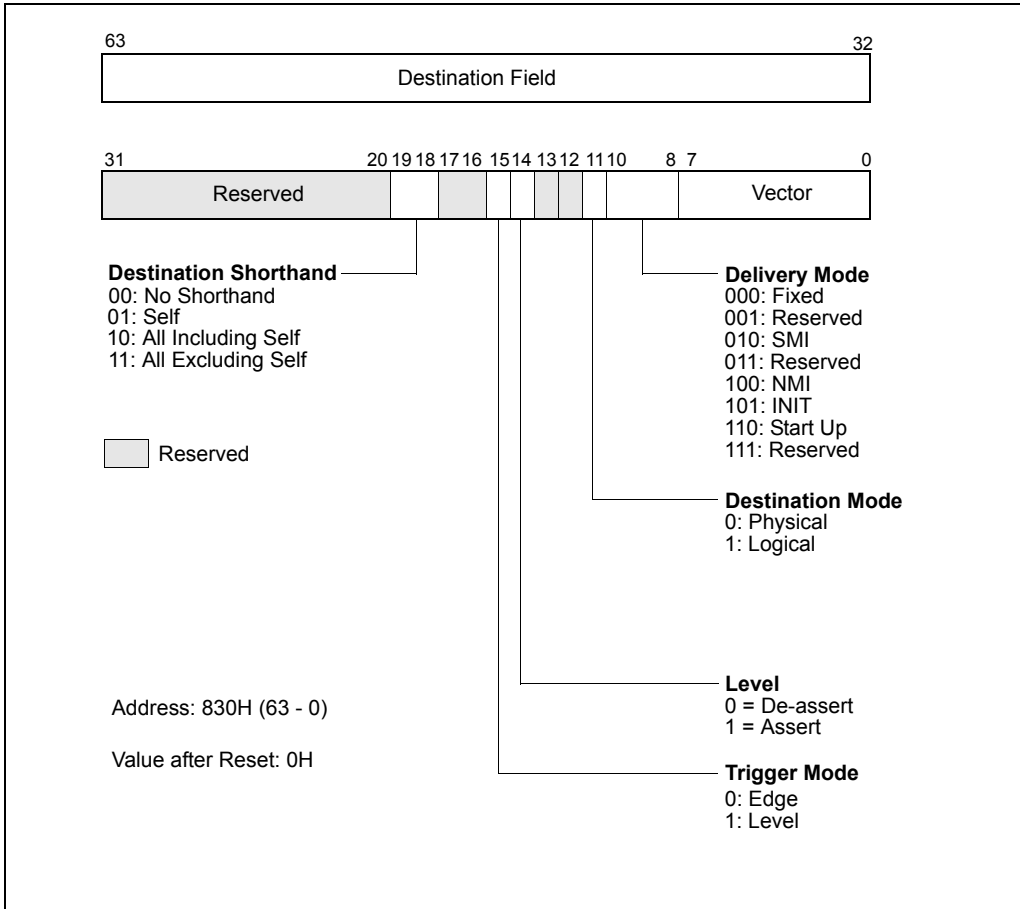 63 32
Destination Field
31 20 19 18 17 16 15 14 13 12 11 10 8 7 0
Reserved Vector
Destination Shorthand
00: No Shorthand
01: Self
10: All Including Self
11: All Excluding Self
Reserved
Delivery Mode
000: Fixed
001: Reserved
010: SMI
011: Reserved
100: NMI
101: INIT
110: Start Up
111: Reserved
Destination Mode
0: Physical
1: Logical
Level
0 = De-assert
1 = Assert
Address: 830H (63 - 0)
Value after Reset: 0H
Trigger Mode
0: Edge
1: Level